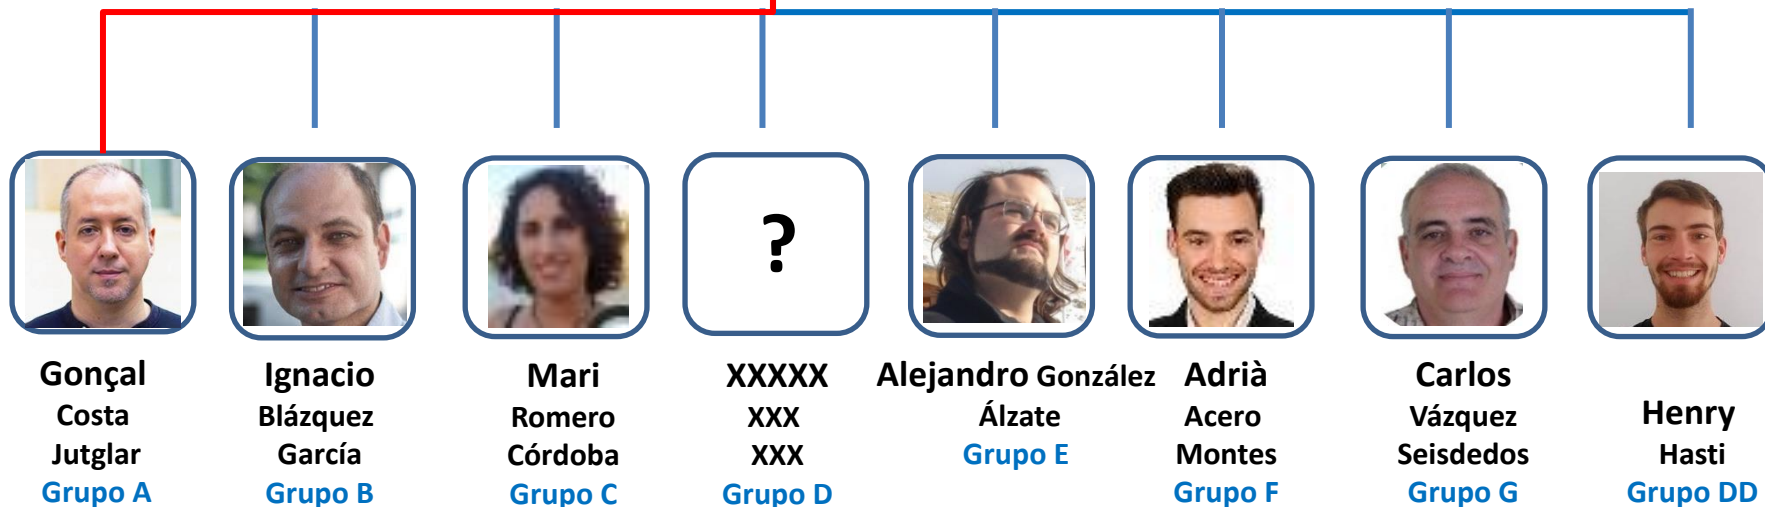 ?
Gonçal
Costa
Jutglar
Grupo A
Ignacio
Blázquez
García
Grupo B
Mari
Romero
Córdoba
Grupo C
XXXXX
XXX
XXX
Grupo D
Alejandro González
Álzate
Grupo E
Adrià
Acero
Montes
Grupo F
Carlos
Vázquez
Seisdedos
Grupo G
Henry
Hasti
Grupo DD